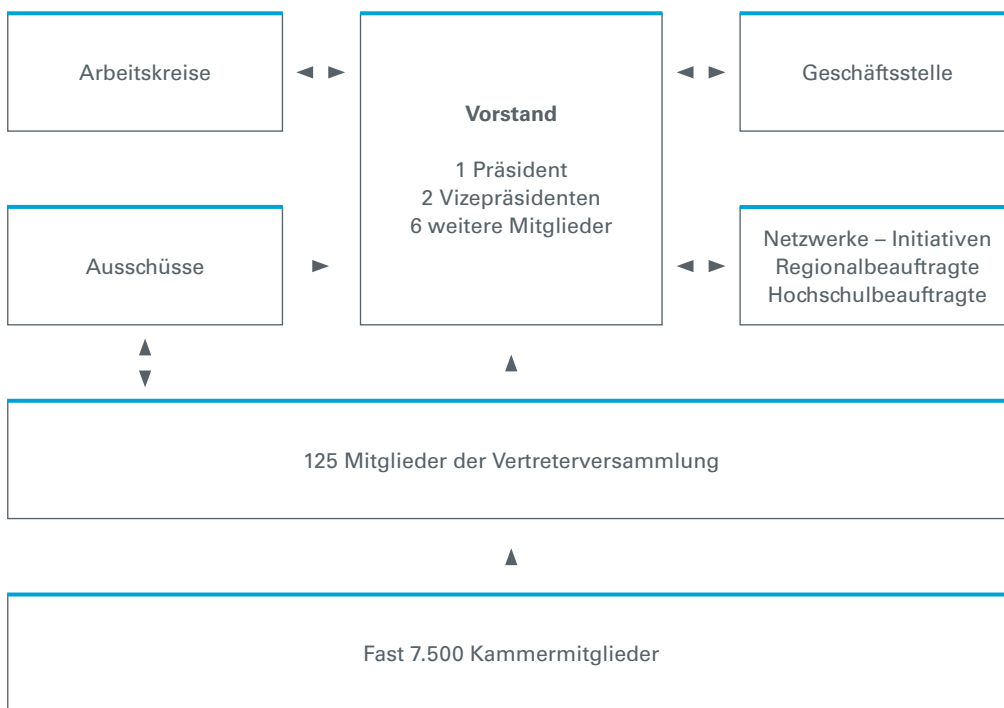 Arbeitskreise
Vorstand
1 Präsident
2 Vizepräsidenten
6 weitere Mitglieder
Geschäftsstelle
Ausschüsse
Netzwerke – Initiativen
Regionalbeauftragte
Hochschulbeauftragte
125 Mitglieder der Vertreterversammlung
Fast 7.500 Kammermitglieder